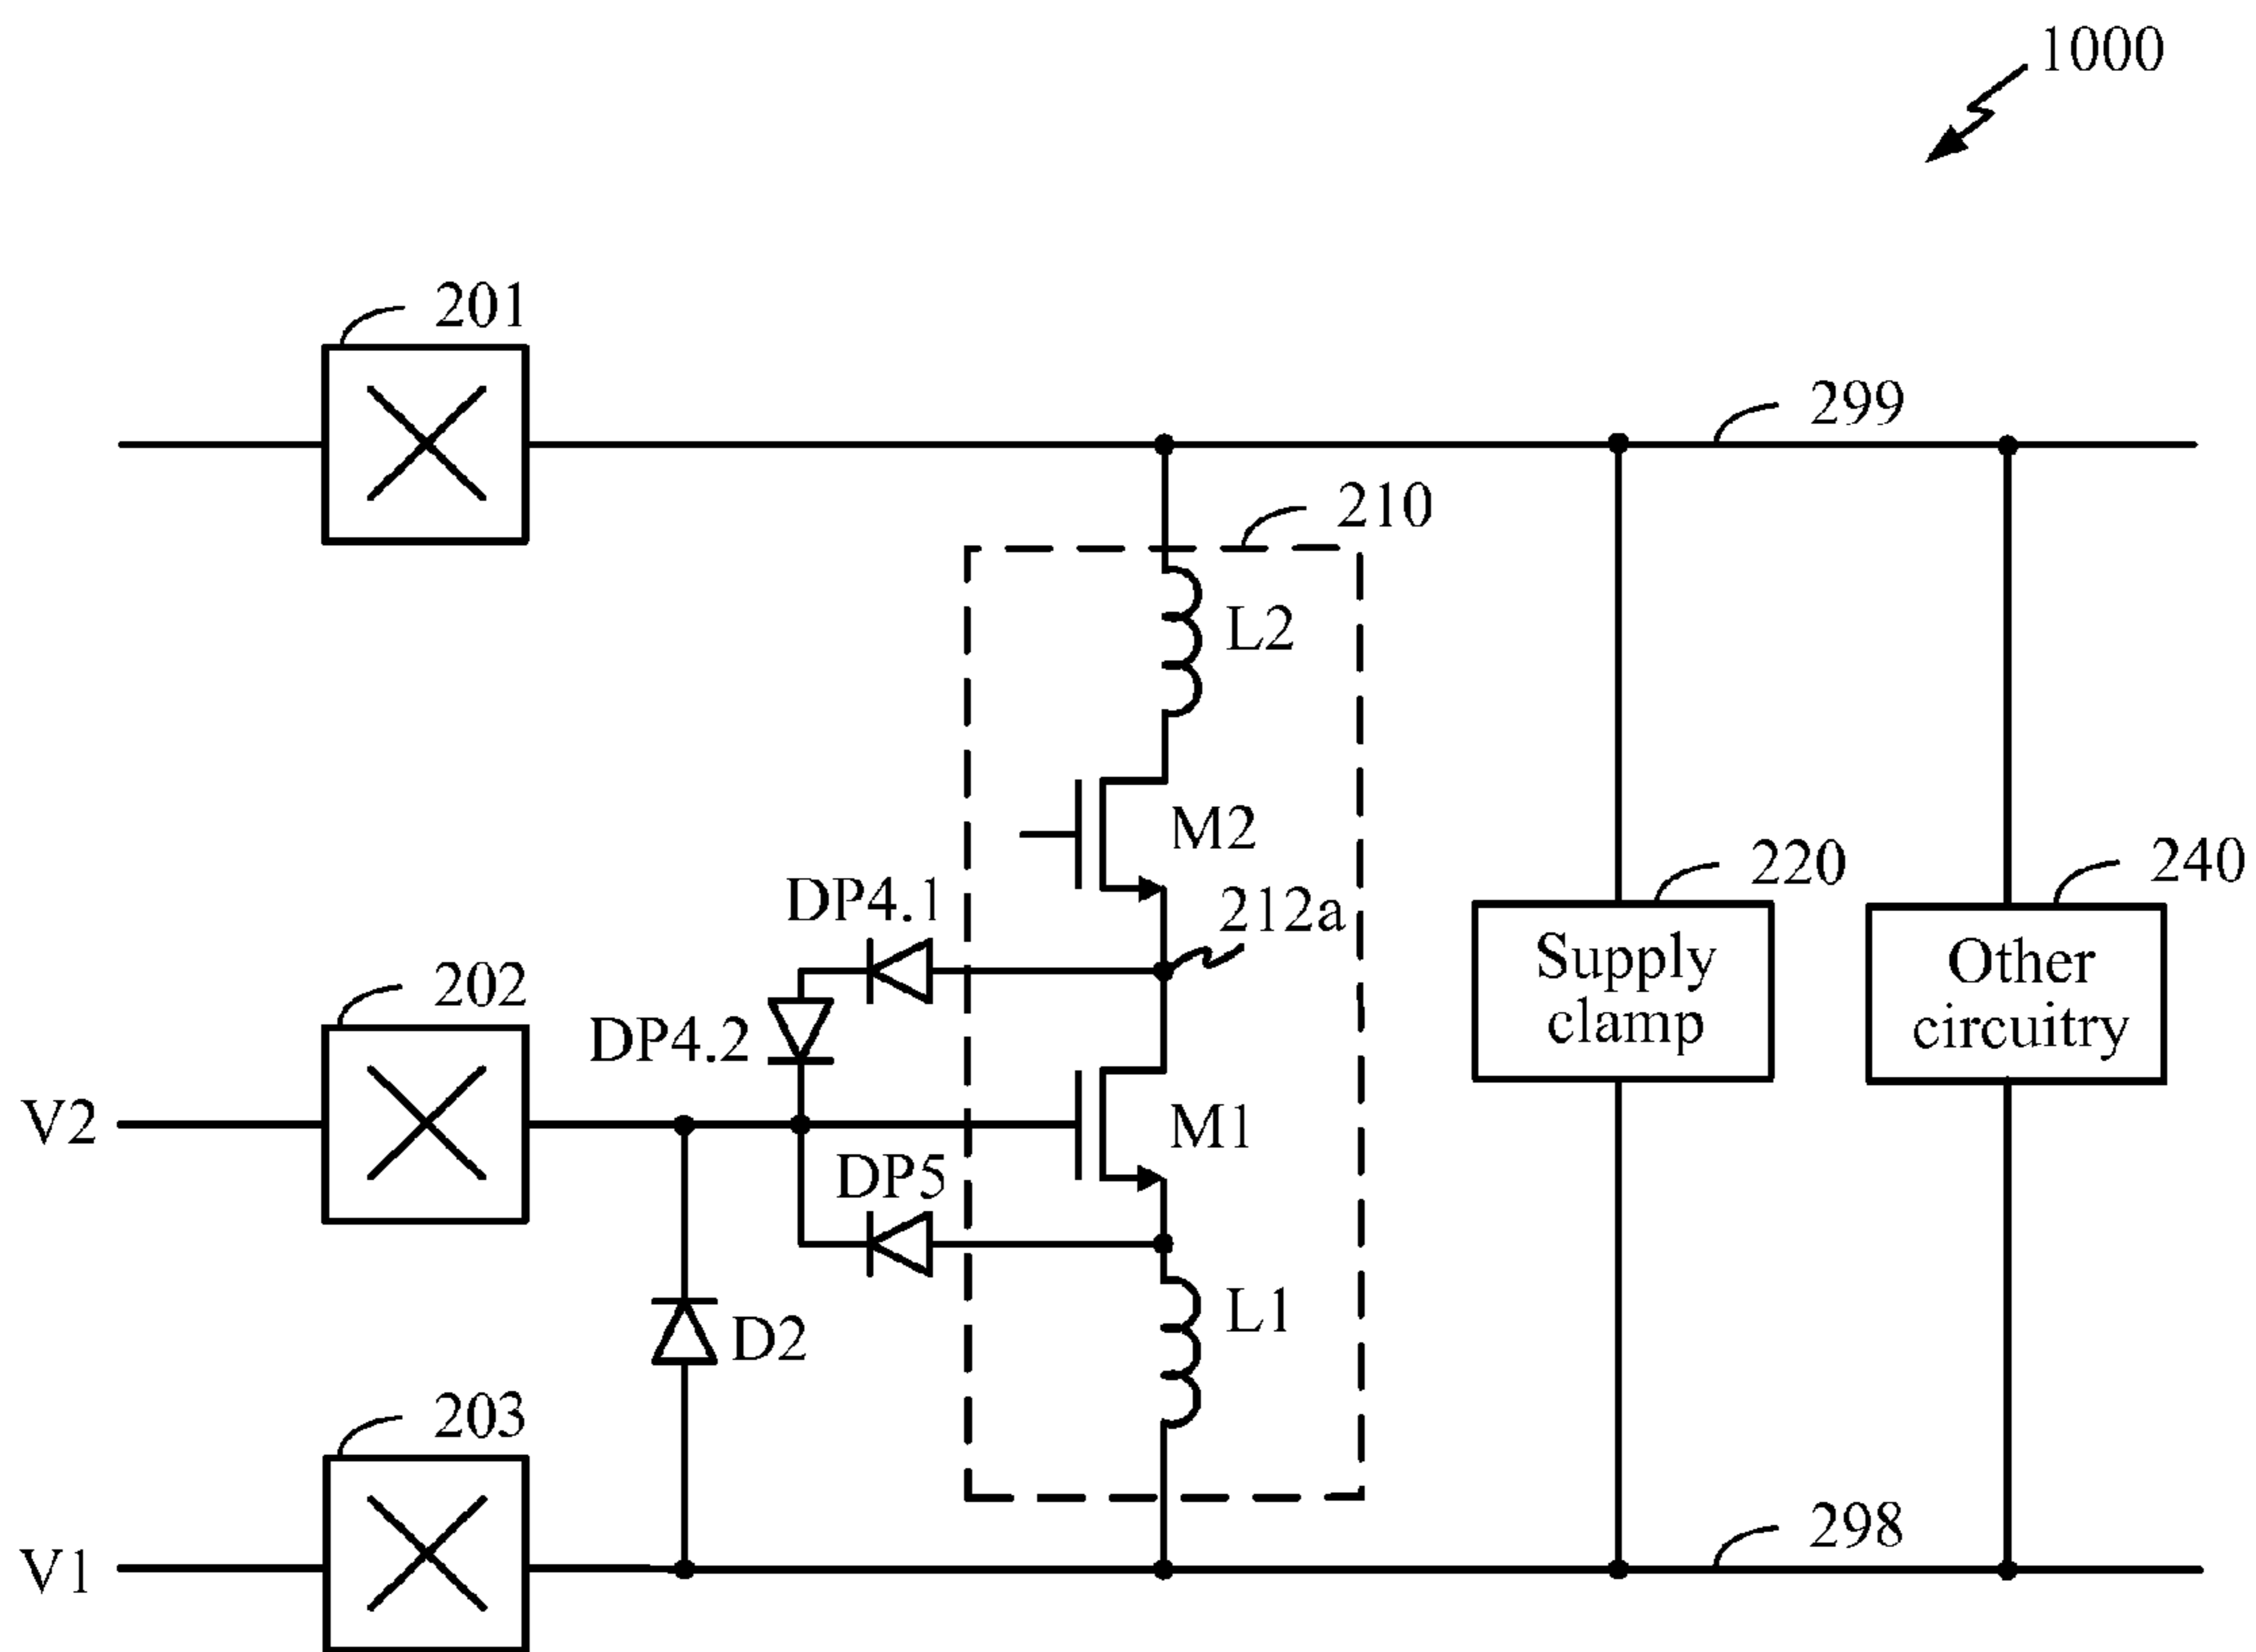 1000
201
299
210
L2
M2
DP4.1
212a
220
240
Supply
clamp
Other
circuitry
202
DP4.2
V2
M1
DP5
L1
D2
203
298
V1